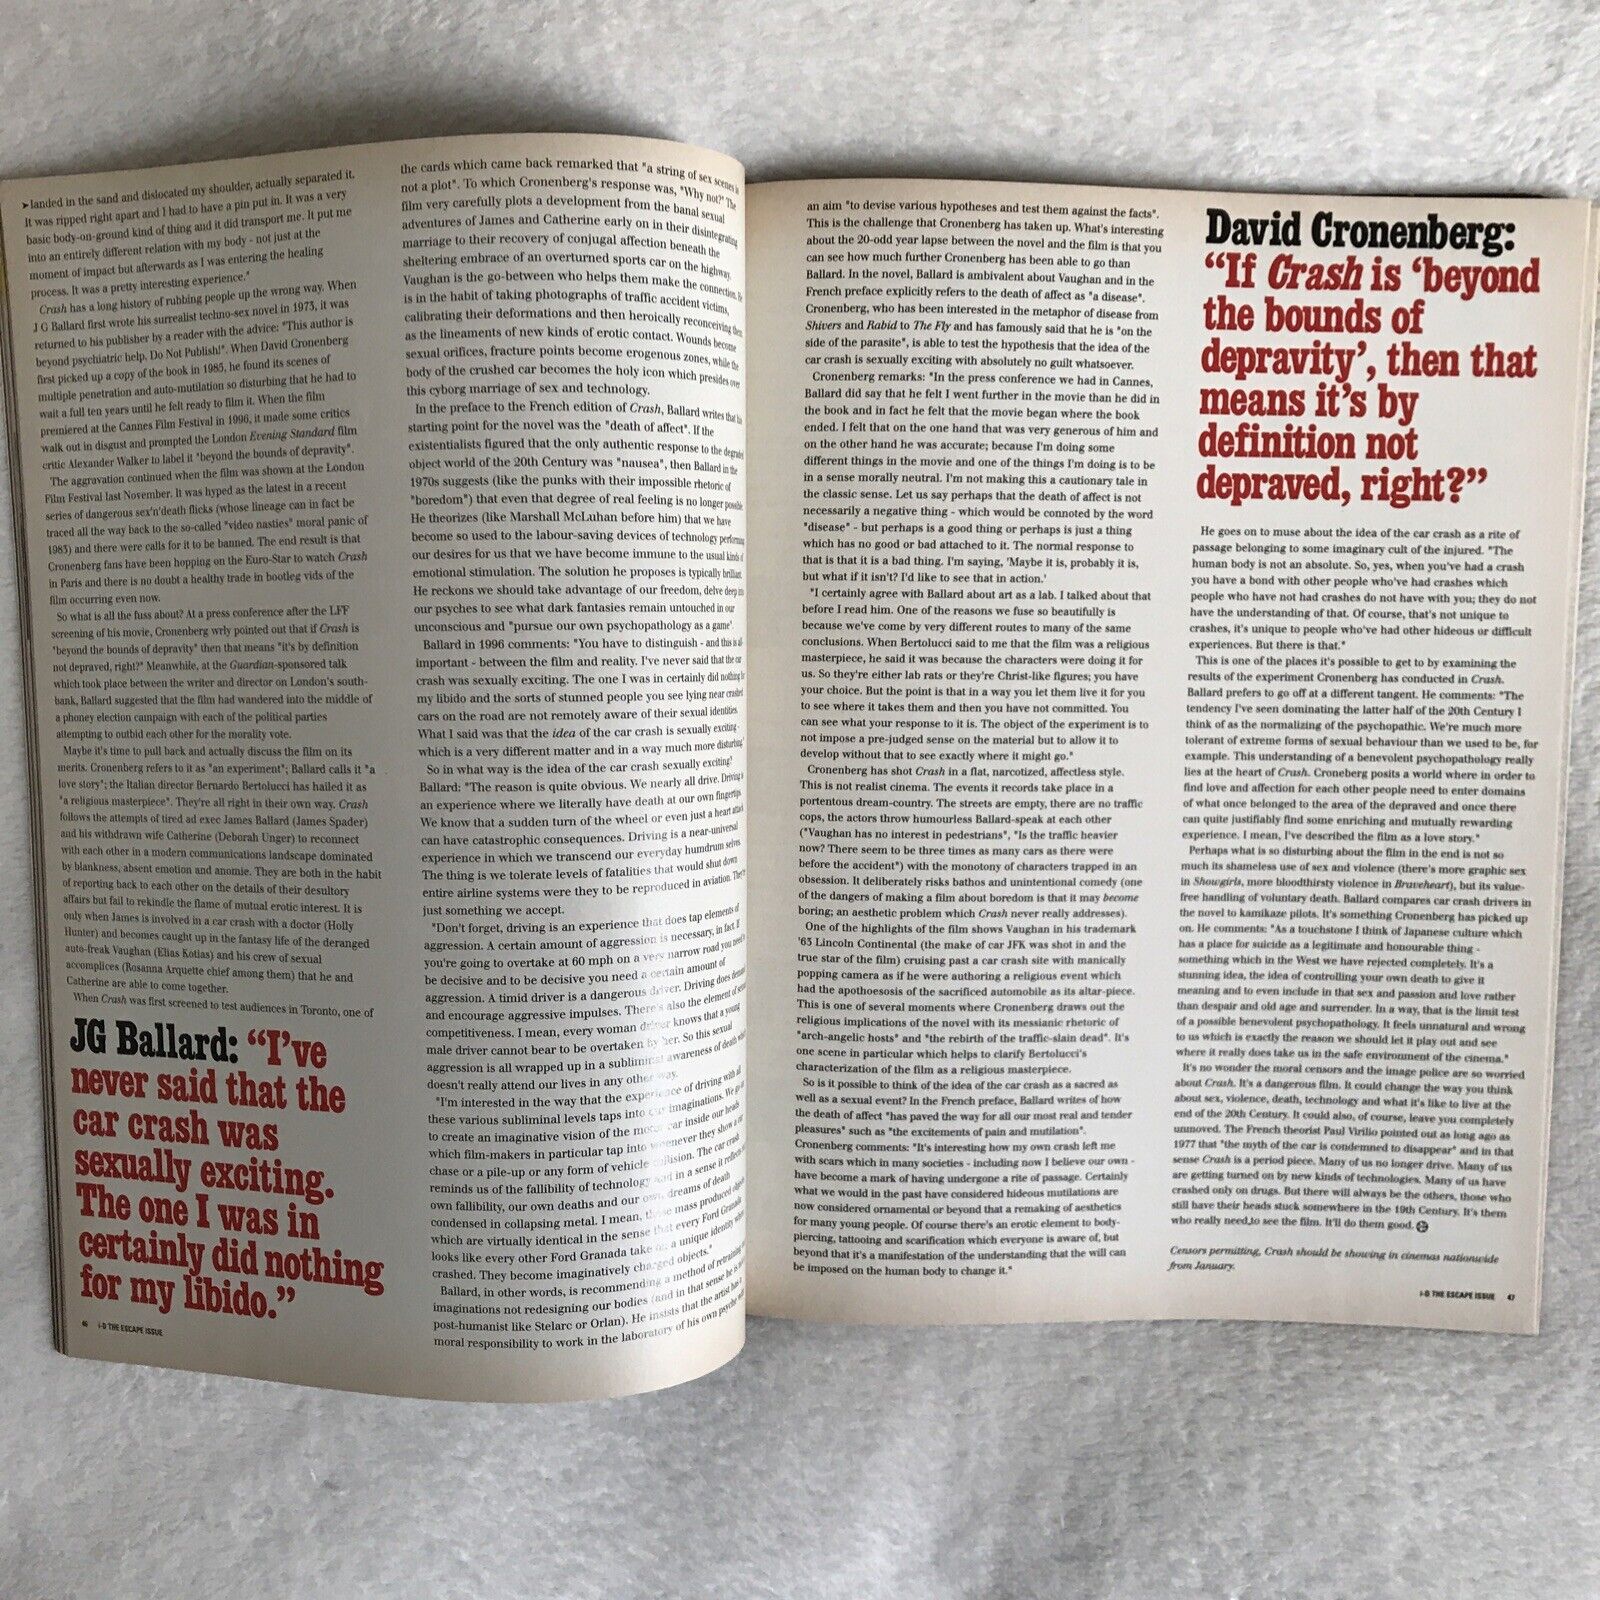 ➤landed in the sand and dislocated my shoulder, actually separated it.
It was ripped right apart and I had to have a pin put in. It was a very
basic body-on-ground kind of thing and it did transport me. It put me
into an entirely different relation with my body - not just at the
moment of impact but afterwards as I was entering the healing
process. It was a pretty interesting experience."
Crash has a long history of rubbing people up the wrong way. When
J G Ballard first wrote his surrealist techno-sex novel in 1973, it was
returned to his publisher by a reader with the advice: "This author is
beyond psychiatric help. Do Not Publish!". When David Cronenberg
first picked up a copy of the book in 1985, he found its scenes of
multiple penetration and auto-mutilation so disturbing that he had to
wait a full ten years until he felt ready to film it. When the film
premiered at the Cannes Film Festival in 1996, it made some critics
walk out in disgust and prompted the London Evening Standard film
critic Alexander Walker to label it "beyond the bounds of depravity".
The aggravation continued when the film was shown at the London
Film Festival last November. It was hyped as the latest in a recent
series of dangerous sex'n'death flicks (whose lineage can in fact be
traced all the way back to the so-called "video nasties" moral panic of
1983) and there were calls for it to be banned. The end result is that
Cronenberg fans have been hopping on the Euro-Star to watch Crash
in Paris and there is no doubt a healthy trade in bootleg vids of the
film occurring even now.
So what is all the fuss about? At a press conference after the LFF
screening of his movie, Cronenberg wrly pointed out that if Crash is
"beyond the bounds of depravity" then that means "it's by definition
not depraved, right?" Meanwhile, at the Guardian-sponsored talk
which took place between the writer and director on London's south-
bank, Ballard suggested that the film had wandered into the middle of
a phoney election campaign with each of the political parties
attempting to outbid each other for the morality vote.
Maybe it's time to pull back and actually discuss the film on its
merits. Cronenberg refers to it as "an experiment"; Ballard calls it "a
love story"; the Italian director Bernardo Bertolucci has hailed it as
"a religious masterpiece". They're all right in their own way. Crash
follows the attempts of tired ad exec James Ballard (James Spader)
and his withdrawn wife Catherine (Deborah Unger) to reconnect
with each other in a modern communications landscape dominated
by blankness, absent emotion and anomie. They are both in the habit
of reporting back to each other on the details of their desultory
affairs but fail to rekindle the flame of mutual erotic interest. It is
only when James is involved in a car crash with a doctor (Holly
Hunter) and becomes caught up in the fantasy life of the deranged
auto-freak Vaughan (Elias Kotias) and his crew of sexual
accomplices (Rosanna Arquette chief among them) that he and
Catherine are able to come together.
When Crash was first screened to test audiences in Toronto, one of
JG Ballard: "I've
never said that the
car crash was
sexually exciting.
The one I was in
certainly did nothing
for my libido."
46 i-D THE ESCAPE ISSUE
the cards which came back remarked that "a string of sex scenes is
not a plot". To which Cronenberg's response was, "Why not?" The
film very carefully plots a development from the banal sexual
adventures of James and Catherine early on in their disintegrating
marriage to their recovery of conjugal affection beneath the
sheltering embrace of an overturned sports car on the highway.
Vaughan is the go-between who helps them make the connection. He
is in the habit of taking photographs of traffic accident victims,
calibrating their deformations and then heroically reconceiving them
as the lineaments of new kinds of erotic contact. Wounds become
sexual orifices, fracture points become erogenous zones, while the
body of the crushed car becomes the holy icon which presides over
this cyborg marriage of sex and technology.
In the preface to the French edition of Crash, Ballard writes that his
starting point for the novel was the "death of affect". If the
existentialists figured that the only authentic response to the degraded
object world of the 20th Century was "nausea", then Ballard in the
1970s suggests (like the punks with their impossible rhetoric of
"boredom") that even that degree of real feeling is no longer possible.
He theorizes (like Marshall McLuhan before him) that we have
become so used to the labour-saving devices of technology performing
our desires for us that we have become immune to the usual kinds of
emotional stimulation. The solution he proposes is typically brilliant.
He reckons we should take advantage of our freedom, delve deep into
our psyches to see what dark fantasies remain untouched in our
unconscious and "pursue our own psychopathology as a game".
Ballard in 1996 comments: "You have to distinguish - and this is all-
important - between the film and reality. I've never said that the car
crash was sexually exciting. The one I was in certainly did nothing for
my libido and the sorts of stunned people you see lying near crashed
cars on the road are not remotely aware of their sexual identities.
What I said was that the idea of the car crash is sexually exciting -
which is a very different matter and in a way much more disturbing."
So in what way is the idea of the car crash sexually exciting?
Ballard: "The reason is quite obvious. We nearly all drive. Driving is
an experience where we literally have death at our own fingertips.
We know that a sudden turn of the wheel or even just a heart attack
can have catastrophic consequences. Driving is a near-universal
experience in which we transcend our everyday humdrum selves.
The thing is we tolerate levels of fatalities that would shut down
entire airline systems were they to be reproduced in aviation. They're
just something we accept.
"Don't forget, driving is an experience that does tap elements of
aggression. A certain amount of aggression is necessary, in fact. If
you're going to overtake at 60 mph on a very narrow road you need to
be decisive and to be decisive you need a certain amount of
aggression. A timid driver is a dangerous driver. Driving does demand
and encourage aggressive impulses. There's also the element of sexual
competitiveness. I mean, every woman driver knows that a young
male driver cannot bear to be overtaken by her. So this sexual
aggression is all wrapped up in a subliminal awareness of death which
doesn't really attend our lives in any other way.
"I'm interested in the way that the experience of driving with all
these various subliminal levels taps into our imaginations. We go on
to create an imaginative vision of the motor car inside our heads
which film-makers in particular tap into whenever they show a car
chase or a pile-up or any form of vehicle collision. The car crash
reminds us of the fallibility of technology and in a sense it reflects our
own fallibility, our own deaths and our own dreams of death
condensed in collapsing metal. I mean, these mass produced objects
which are virtually identical in the sense that every Ford Granada
looks like every other Ford Granada take on a unique identity when
crashed. They become imaginatively charged objects."
Ballard, in other words, is recommending a method of retraining our
imaginations not redesigning our bodies (and in that sense he is not a
post-humanist like Stelarc or Orlan). He insists that the artist has a
moral responsibility to work in the laboratory of his own psyche with
an aim "to devise various hypotheses and test them against the facts".
This is the challenge that Cronenberg has taken up. What's interesting
about the 20-odd year lapse between the novel and the film is that you
can see how much further Cronenberg has been able to go than
Ballard. In the novel, Ballard is ambivalent about Vaughan and in the
French preface explicitly refers to the death of affect as "a disease".
Cronenberg, who has been interested in the metaphor of disease from
Shivers and Rabid to The Fly and has famously said that he is "on the
side of the parasite", is able to test the hypothesis that the idea of the
car crash is sexually exciting with absolutely no guilt whatsoever.
Cronenberg remarks: "In the press conference we had in Cannes,
Ballard did say that he felt I went further in the movie than he did in
the book and in fact he felt that the movie began where the book
ended. I felt that on the one hand that was very generous of him and
on the other hand he was accurate; because I'm doing some
different things in the movie and one of the things I'm doing is to be
in a sense morally neutral. I'm not making this a cautionary tale in
the classic sense. Let us say perhaps that the death of affect is not
necessarily a negative thing - which would be connoted by the word
"disease" - but perhaps is a good thing or perhaps is just a thing
which has no good or bad attached to it. The normal response to
that is that it is a bad thing. I'm saying, 'Maybe it is, probably it is,
but what if it isn't? I'd like to see that in action.'
"I certainly agree with Ballard about art as a lab. I talked about that
before I read him. One of the reasons we fuse so beautifully is
because we've come by very different routes to many of the same
conclusions. When Bertolucci said to me that the film was a religious
masterpiece, he said it was because the characters were doing it for
us. So they're either lab rats or they're Christ-like figures; you have
your choice. But the point is that in a way you let them live it for you
to see where it takes them and then you have not committed. You
can see what your response to it is. The object of the experiment is to
not impose a pre-judged sense on the material but to allow it to
develop without that to see exactly where it might go."
Cronenberg has shot Crash in a flat, narcotized, affectless style.
This is not realist cinema. The events it records take place in a
portentous dream-country. The streets are empty, there are no traffic
cops, the actors throw humourless Ballard-speak at each other
("Vaughan has no interest in pedestrians", "Is the traffic heavier
now? There seem to be three times as many cars as there were
before the accident") with the monotony of characters trapped in an
obsession. It deliberately risks bathos and unintentional comedy (one
of the dangers of making a film about boredom is that it may become
boring; an aesthetic problem which Crash never really addresses).
One of the highlights of the film shows Vaughan in his trademark
'65 Lincoln Continental (the make of car JFK was shot in and the
true star of the film) cruising past a car crash site with manically
popping camera as if he were authoring a religious event which
had the apotheosis of the sacrificed automobile as its altar-piece.
This is one of several moments where Cronenberg draws out the
religious implications of the novel with its messianic rhetoric of
"arch-angelic hosts" and "the rebirth of the traffic-slain dead". It's
one scene in particular which helps to clarify Bertolucci's
characterization of the film as a religious masterpiece.
So is it possible to think of the idea of the car crash as a sacred as
well as a sexual event? In the French preface, Ballard writes of how
the death of affect "has paved the way for all our most real and tender
pleasures" such as "the excitements of pain and mutilation".
Cronenberg comments: "It's interesting how my own crash left me
with scars which in many societies - including now I believe our own -
have become a mark of having undergone a rite of passage. Certainly
what we would in the past have considered hideous mutilations are
now considered ornamental or beyond that a remaking of aesthetics
for many young people. Of course there's an erotic element to body-
piercing, tattooing and scarification which everyone is aware of, but
beyond that it's a manifestation of the understanding that the will can
be imposed on the human body to change it."
David Cronenberg:
"If Crash is 'beyond
the bounds of
depravity', then that
means it's by
definition not
depraved, right?"
He goes on to muse about the idea of the car crash as a rite of
passage belonging to some imaginary cult of the injured. "The
human body is not an absolute. So, yes, when you've had a crash
you have a bond with other people who've had crashes which
people who have not had crashes do not have with you; they do not
have the understanding of that. Of course, that's not unique to
crashes, it's unique to people who've had other hideous or difficult
experiences. But there is that."
This is one of the places it's possible to get to by examining the
results of the experiment Cronenberg has conducted in Crash.
Ballard prefers to go off at a different tangent. He comments: "The
tendency I've seen dominating the latter half of the 20th Century I
think of as the normalizing of the psychopathic. We're much more
tolerant of extreme forms of sexual behaviour than we used to be, for
example. This understanding of a benevolent psychopathology really
lies at the heart of Crash. Croneberg posits a world where in order to
find love and affection for each other people need to enter domains
of what once belonged to the area of the depraved and once there
can quite justifiably find some enriching and mutually rewarding
experience. I mean, I've described the film as a love story."
Perhaps what is so disturbing about the film in the end is not so
much its shameless use of sex and violence (there's more graphic sex
in Showgirls, more bloodthirsty violence in Braveheart), but its value-
free handling of voluntary death. Ballard compares car crash drivers in
the novel to kamikaze pilots. It's something Cronenberg has picked up
on. He comments: "As a touchstone I think of Japanese culture which
has a place for suicide as a legitimate and honourable thing -
something which in the West we have rejected completely. It's a
stunning idea, the idea of controlling your own death to give it
meaning and to even include in that sex and passion and love rather
than despair and old age and surrender. In a way, that is the limit test
of a possible benevolent psychopathology. It feels unnatural and wrong
to us which is exactly the reason we should let it play out and see
where it really does take us in the safe environment of the cinema."
It's no wonder the moral censors and the image police are so worried
about Crash. It's a dangerous film. It could change the way you think
about sex, violence, death, technology and what it's like to live at the
end of the 20th Century. It could also, of course, leave you completely
unmoved. The French theorist Paul Virilio pointed out as long ago as
1977 that "the myth of the car is condemned to disappear" and in that
sense Crash is a period piece. Many of us no longer drive. Many of us
are getting turned on by new kinds of technologies. Many of us have
crashed only on drugs. But there will always be the others, those who
still have their heads stuck somewhere in the 19th Century. It's them
who really need,to see the film. It'll do them good.
Censors permitting, Crash should be showing in cinemas nationwide
from January.
i-D THE ESCAPE ISSUE 47